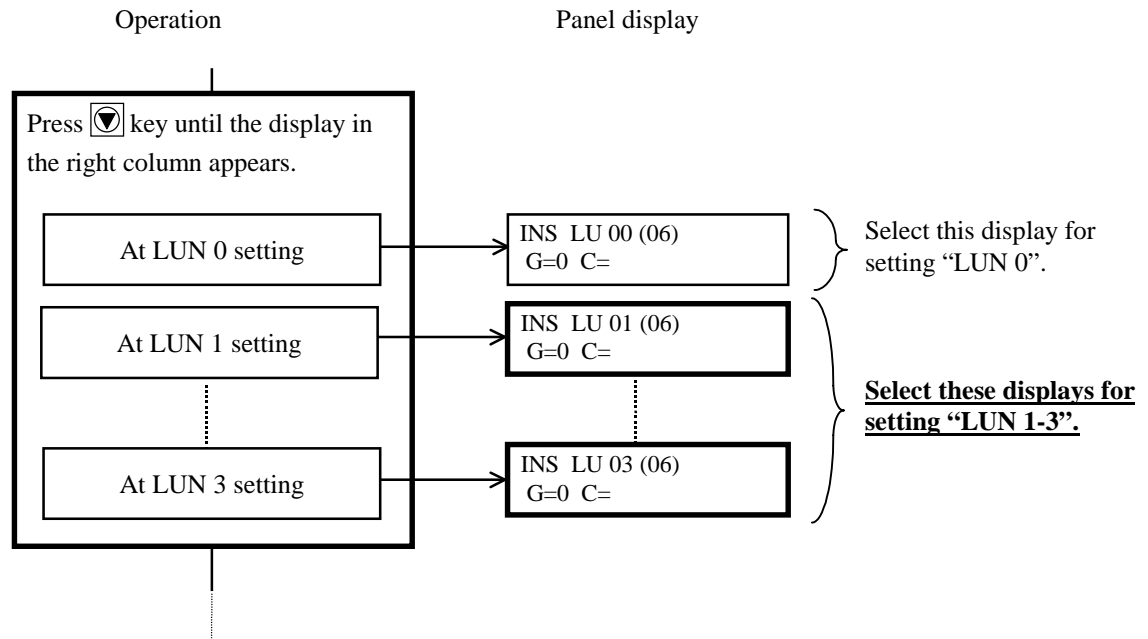 Operation
Panel display
Press key until the display in
the right column appears.
At LUN 0 setting
INS LU 00 (06)
G=0 C=
Select this display for
setting “LUN 0”.
At LUN 1 setting
INS LU 01 (06)
G=0 C=
Select these displays for
setting “LUN 1-3”.
At LUN 3 setting
INS LU 03 (06)
G=0 C=